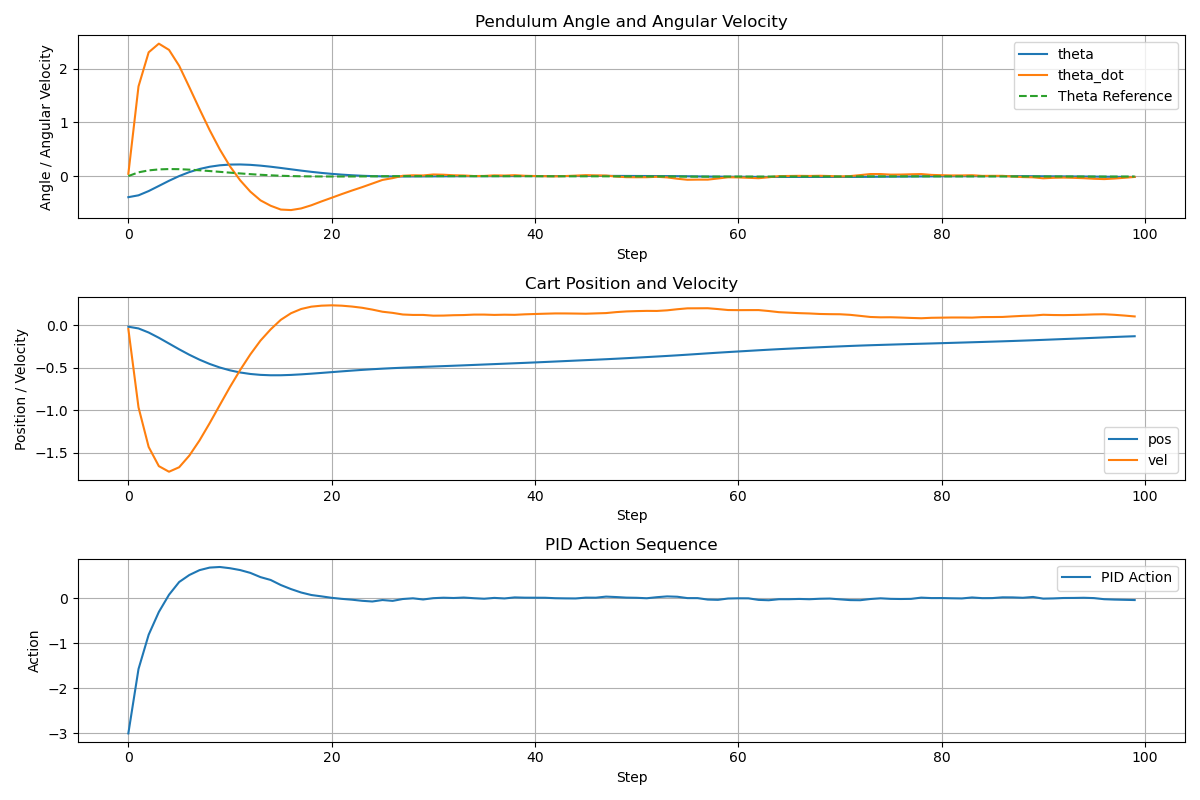 Pendulum Angle and Angular Velocity
Angle / Angular Velocity
2
1
0
theta
theta_dot
Theta Reference
0
20
40
60
80
100
Step
Cart Position and Velocity
Position / Velocity
0.0
−0.5
−1.0
−1.5
pos
vel
0
20
40
60
80
100
Step
PID Action Sequence
Action
0
−1
−2
−3
PID Action
0
20
40
60
80
100
Step